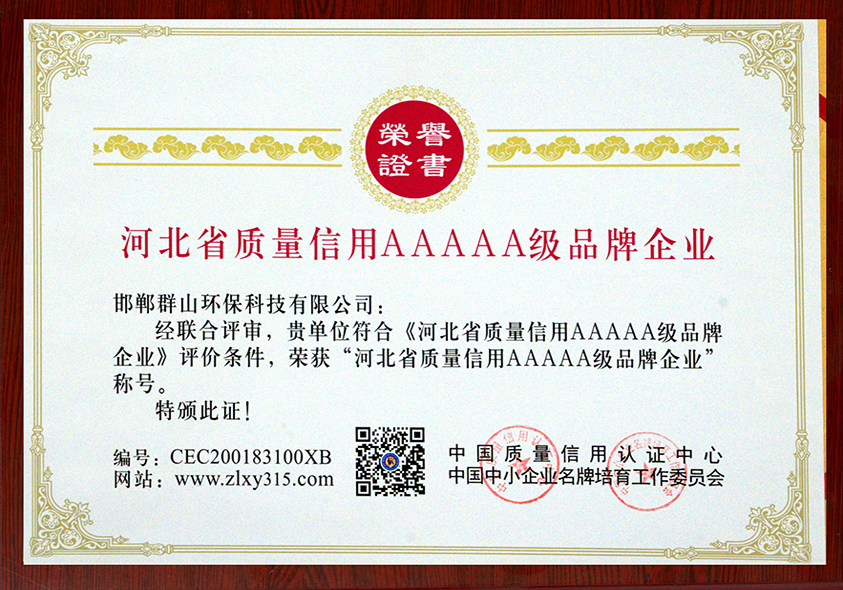 榮譽
證書
河北省质量信用AAAAA级品牌企业
邯郸群山环保科技有限公司：
经联合评审，贵单位符合《河北省质量信用AAAAA级品牌
企业》评价条件，荣获“河北省质量信用AAAAA级品牌企业”
称号。
特颁此证！
编号：CEC200183100XB
网站：www.zlxy315.com
中国质量信用认证中心
中国中小企业名牌培育工作委员会